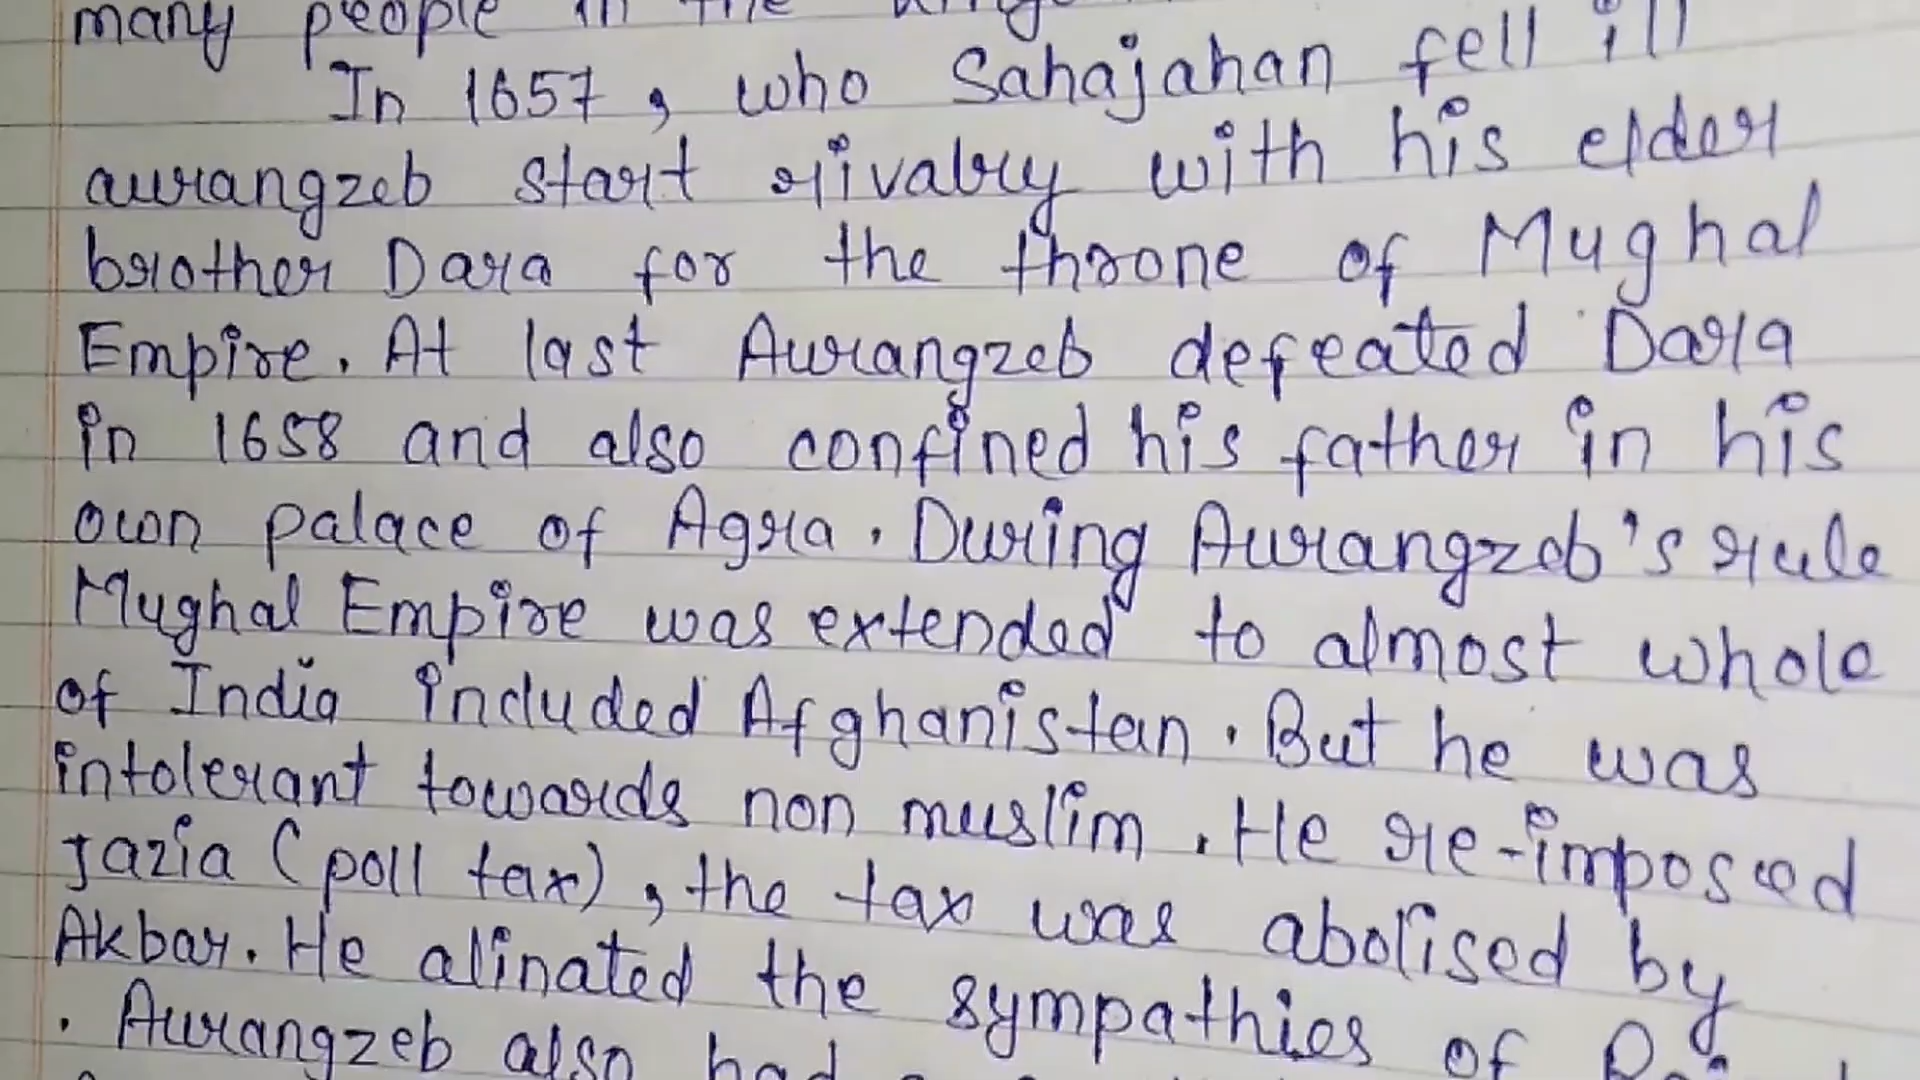 many people in the
In 1657, who Sahajahan fell ill
aurangzeb start rivalry with his elder
brother Dara for the throne of Mughal
Empire. At last Aurangzeb defeated Dara
in 1658 and also confined his father in his
own palace of Agra. During Aurangzeb's rule
Mughal Empire was extended to almost whole
of India included Afghanistan. But he was
intolerant towards non muslim. He re-imposed
Jazia (poll tax), the tax was abolised by
Akbar. He alinated the sympathies of
. Aurangzeb also had